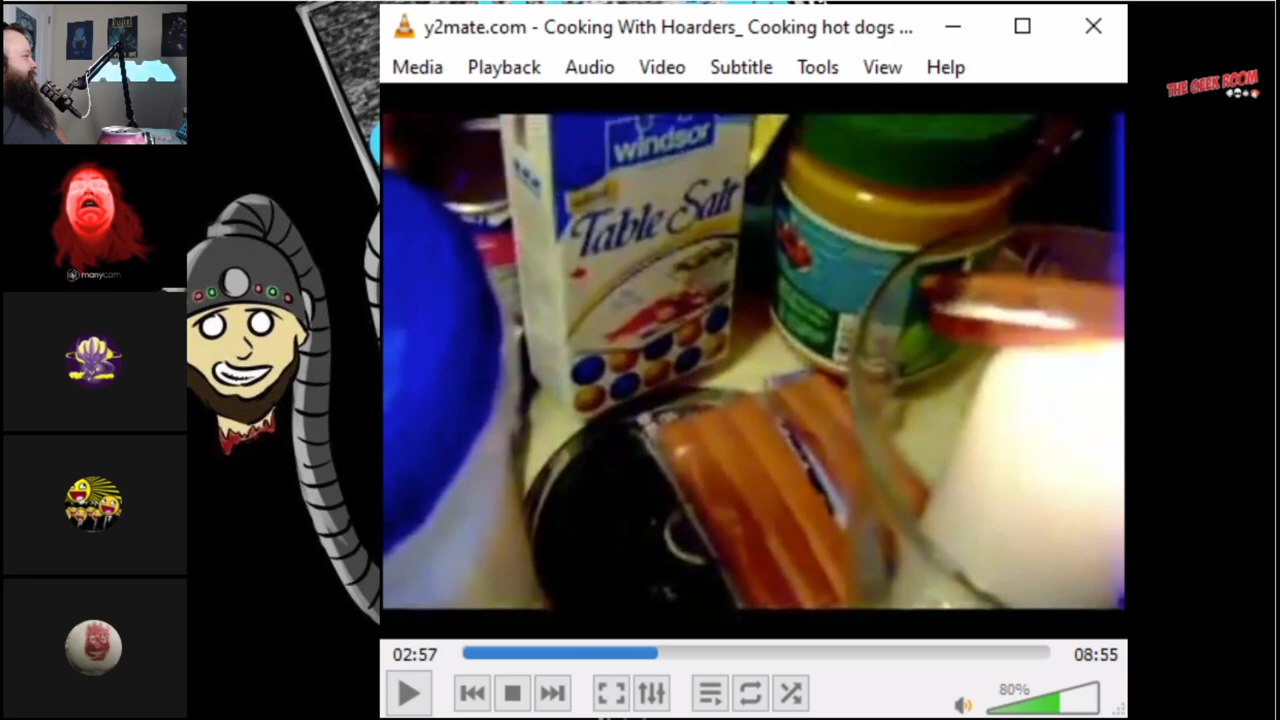 y2mate.com - Cooking With Hoarders_ Cooking hot dogs ...
Media Playback Audio Video Subtitle Tools View Help
THE GEEK ROOM
windsor
Table Salt
manycam
02:57
08:55
80%